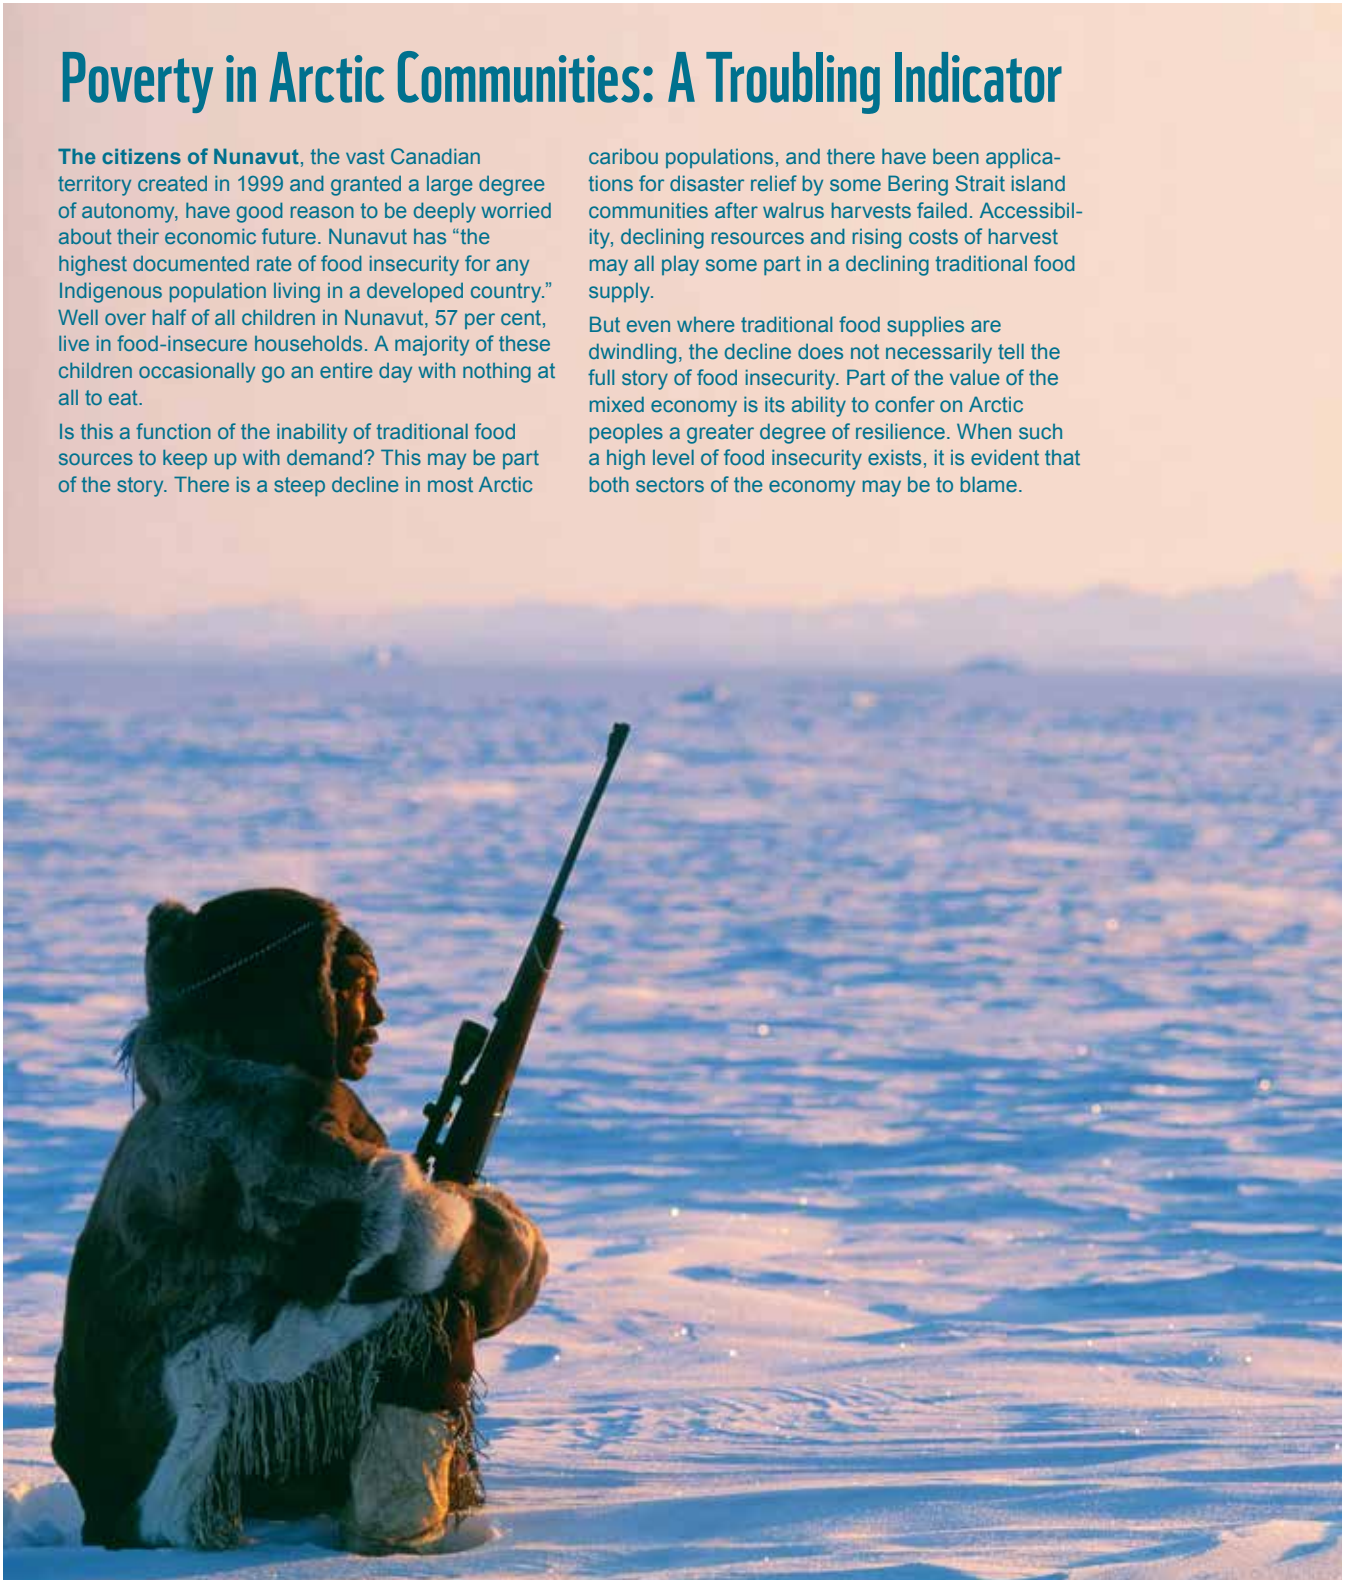 Poverty in Arctic Communities: A Troubling Indicator
The citizens of Nunavut, the vast Canadian
territory created in 1999 and granted a large degree
of autonomy, have good reason to be deeply worried
about their economic future. Nunavut has “the
highest documented rate of food insecurity for any
Indigenous population living in a developed country.”
Well over half of all children in Nunavut, 57 per cent,
live in food-insecure households. A majority of these
children occasionally go an entire day with nothing at
all to eat.
Is this a function of the inability of traditional food
sources to keep up with demand? This may be part
of the story. There is a steep decline in most Arctic
caribou populations, and there have been applica-
tions for disaster relief by some Bering Strait island
communities after walrus harvests failed. Accessibil-
ity, declining resources and rising costs of harvest
may all play some part in a declining traditional food
supply.
But even where traditional food supplies are
dwindling, the decline does not necessarily tell the
full story of food insecurity. Part of the value of the
mixed economy is its ability to confer on Arctic
peoples a greater degree of resilience. When such
a high level of food insecurity exists, it is evident that
both sectors of the economy may be to blame.